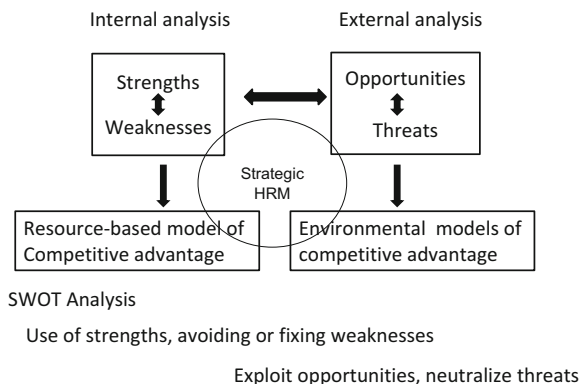 Internal analysis
External analysis
Strengths
Weaknesses
Opportunities
Threats
Strategic
HRM
Resource-based model of
Competitive advantage
Environmental models of
competitive advantage
SWOT Analysis
Use of strengths, avoiding or fixing weaknesses
Exploit opportunities, neutralize threats